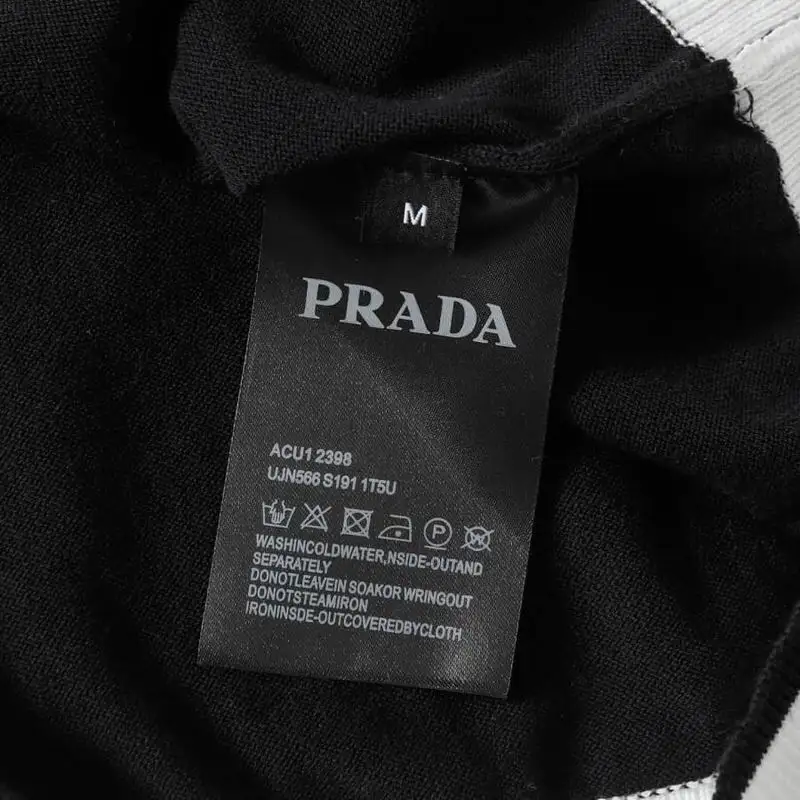 M
PRADA
ACU1 2398
UJN566 S191 1T5U
P W
WASHINCOLDWATER,NSIDE-OUTAND
SEPARATELY
DONOTLEAVEIN SOAKOR WRINGOUT
DONOTSTEAMIRON
IRONINSDE-OUTCOVEREDBYCLOTH